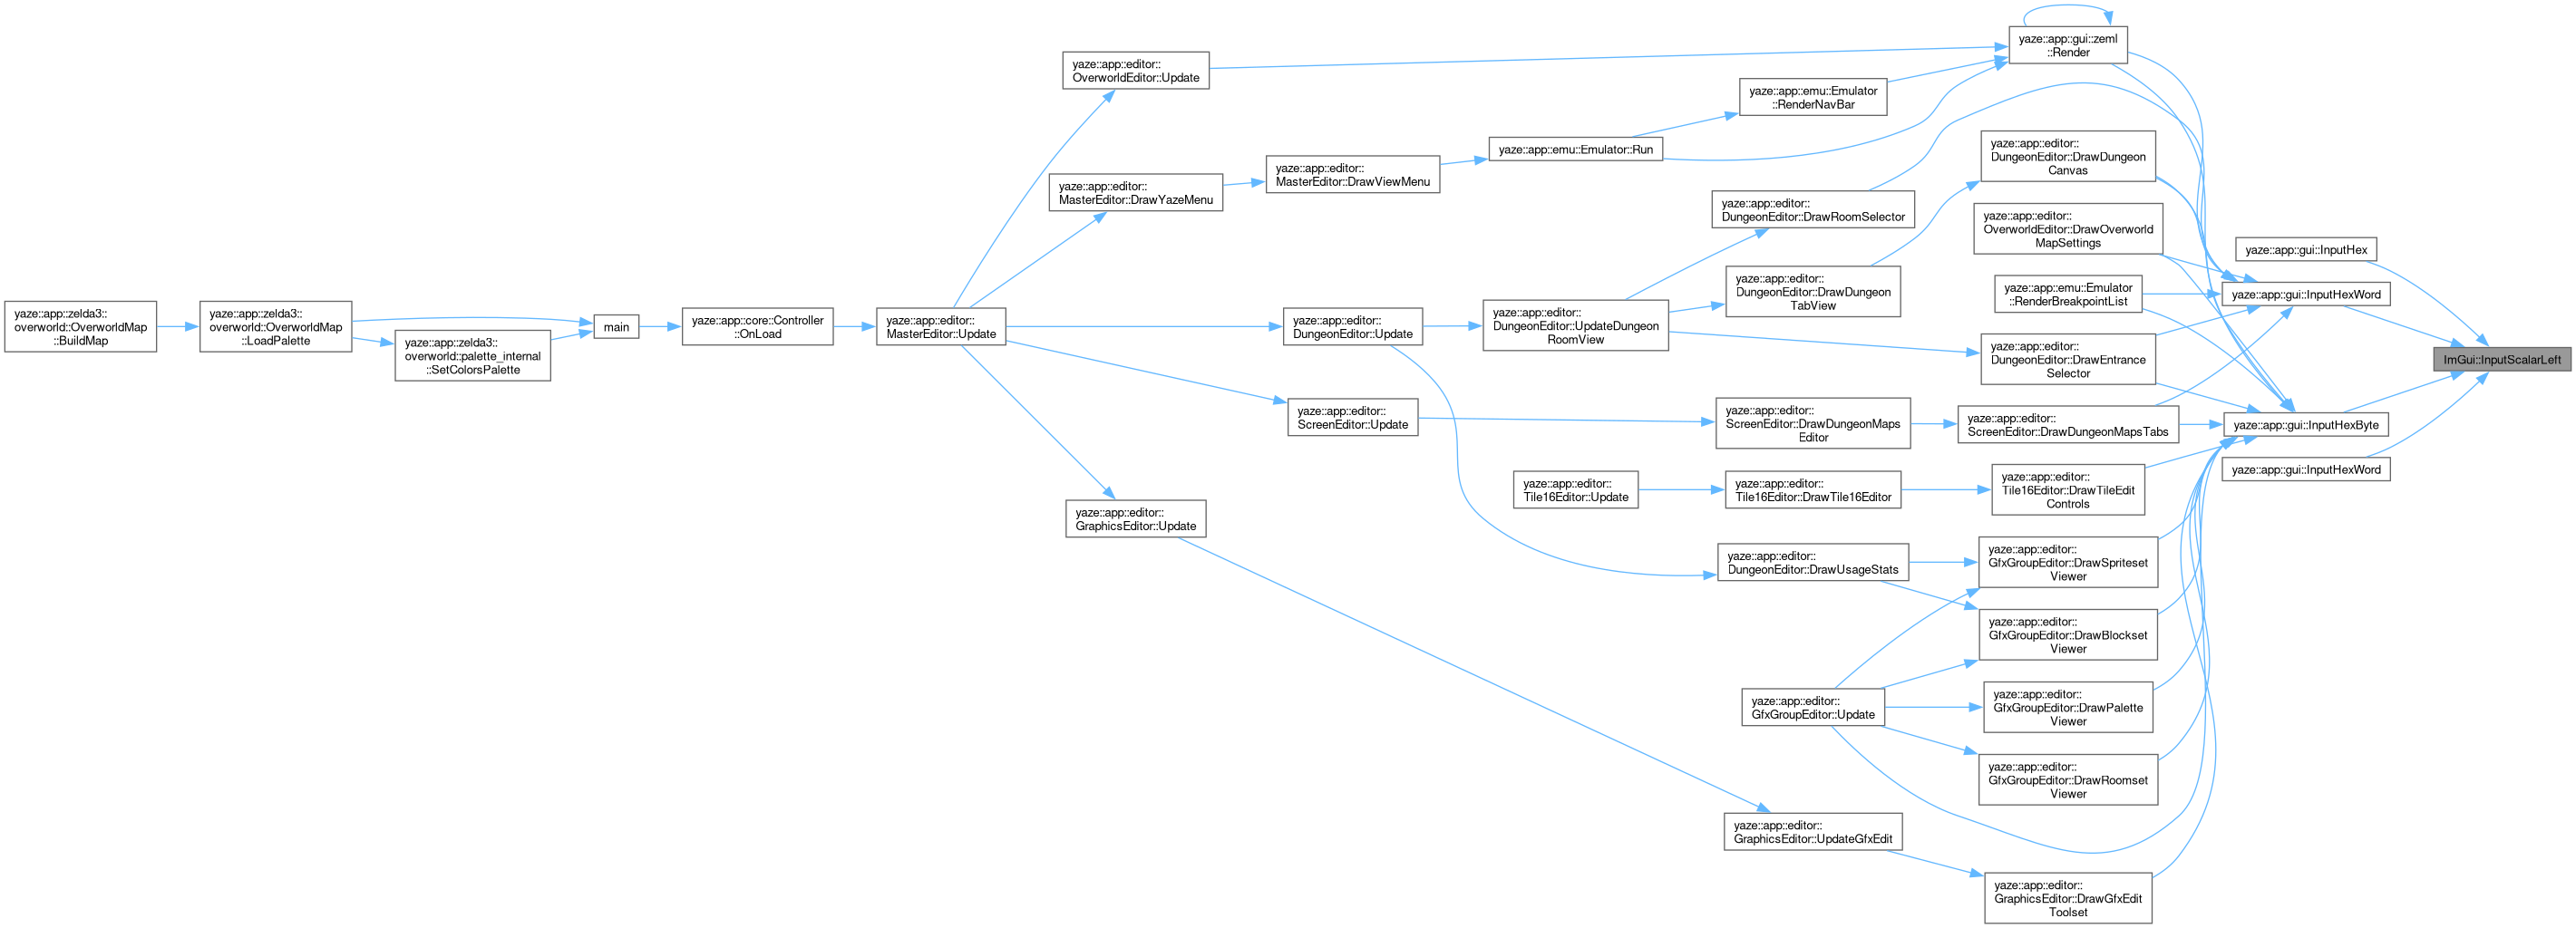 yaze::app::zelda3::
overworld::OverworldMap
::BuildMap
yaze::app::zelda3::
overworld::OverworldMap
::LoadPalette
yaze::app::zelda3::
overworld::palette_internal
::SetColorsPalette
main
yaze::app::core::Controller
::OnLoad
yaze::app::editor::
MasterEditor::Update
yaze::app::editor::
OverworldEditor::Update
yaze::app::editor::
MasterEditor::DrawYazeMenu
yaze::app::editor::
GraphicsEditor::Update
yaze::app::editor::
MasterEditor::DrawViewMenu
yaze::app::editor::
DungeonEditor::Update
yaze::app::editor::
ScreenEditor::Update
yaze::app::emu::Emulator::Run
yaze::app::editor::
DungeonEditor::UpdateDungeon
RoomView
yaze::app::editor::
Tile16Editor::Update
yaze::app::emu::Emulator
::RenderNavBar
yaze::app::editor::
DungeonEditor::DrawRoomSelector
yaze::app::editor::
DungeonEditor::DrawDungeon
TabView
yaze::app::editor::
ScreenEditor::DrawDungeonMaps
Editor
yaze::app::editor::
Tile16Editor::DrawTile16Editor
yaze::app::editor::
DungeonEditor::DrawUsageStats
yaze::app::editor::
GfxGroupEditor::Update
yaze::app::editor::
GraphicsEditor::UpdateGfxEdit
yaze::app::gui::zeml
::Render
yaze::app::editor::
DungeonEditor::DrawDungeon
Canvas
yaze::app::editor::
OverworldEditor::DrawOverworld
MapSettings
yaze::app::emu::Emulator
::RenderBreakpointList
yaze::app::editor::
DungeonEditor::DrawEntrance
Selector
yaze::app::editor::
ScreenEditor::DrawDungeonMapsTabs
yaze::app::editor::
Tile16Editor::DrawTileEdit
Controls
yaze::app::editor::
GfxGroupEditor::DrawSpriteset
Viewer
yaze::app::editor::
GfxGroupEditor::DrawBlockset
Viewer
yaze::app::editor::
GfxGroupEditor::DrawPalette
Viewer
yaze::app::editor::
GfxGroupEditor::DrawRoomset
Viewer
yaze::app::editor::
GraphicsEditor::DrawGfxEdit
Toolset
yaze::app::gui::InputHex
yaze::app::gui::InputHexWord
yaze::app::gui::InputHexByte
yaze::app::gui::InputHexWord
ImGui::InputScalarLeft